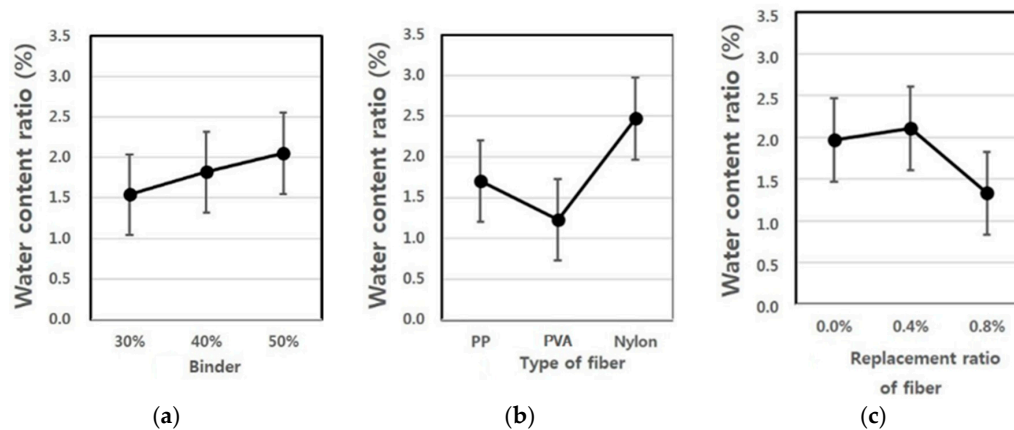 Water content ratio (%)
3.5
3.0
2.5
2.0
1.5
1.0
0.5
0.0
30% 40% 50%
Binder
(a)
Water content ratio (%)
3.5
3.0
2.5
2.0
1.5
1.0
0.5
0.0
PP PVA Nylon
Type of fiber
(b)
Water content ratio (%)
3.5
3.0
2.5
2.0
1.5
1.0
0.5
0.0
0.0% 0.4% 0.8%
Replacement ratio
of fiber
(c)